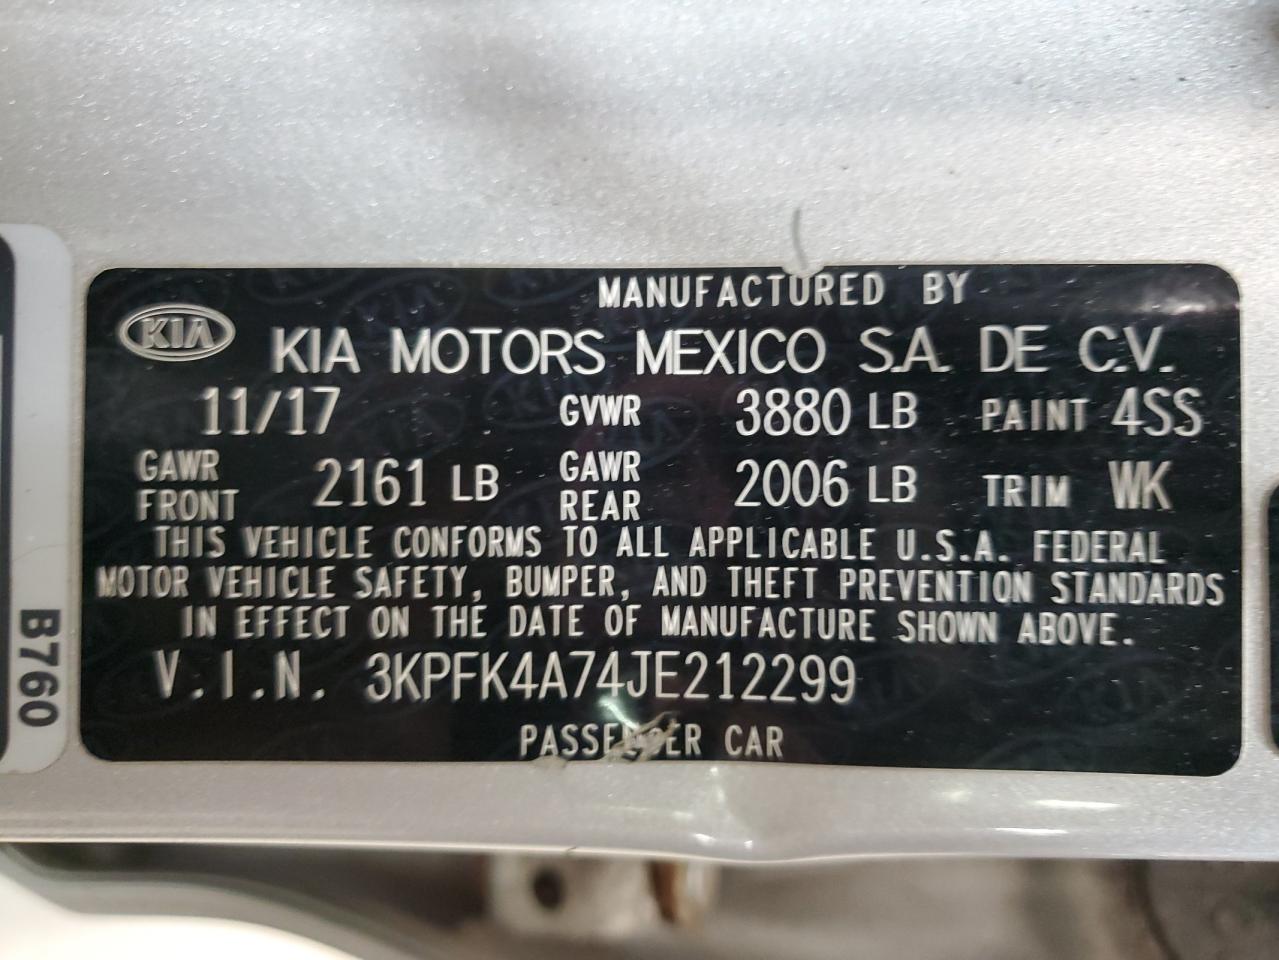 MANUFACTURED BY
KIA KIA MOTORS MEXICO S.A. DE C.V.
11/17 GVWR 3880 LB PAINT 4SS
GAWR FRONT 2161 LB GAWR REAR 2006 LB TRIM WK
THIS VEHICLE CONFORMS TO ALL APPLICABLE U.S.A. FEDERAL
MOTOR VEHICLE SAFETY, BUMPER, AND THEFT PREVENTION STANDARDS
IN EFFECT ON THE DATE OF MANUFACTURE SHOWN ABOVE.
V.I.N. 3KPFK4A74JE212299
PASSENGER CAR
B760